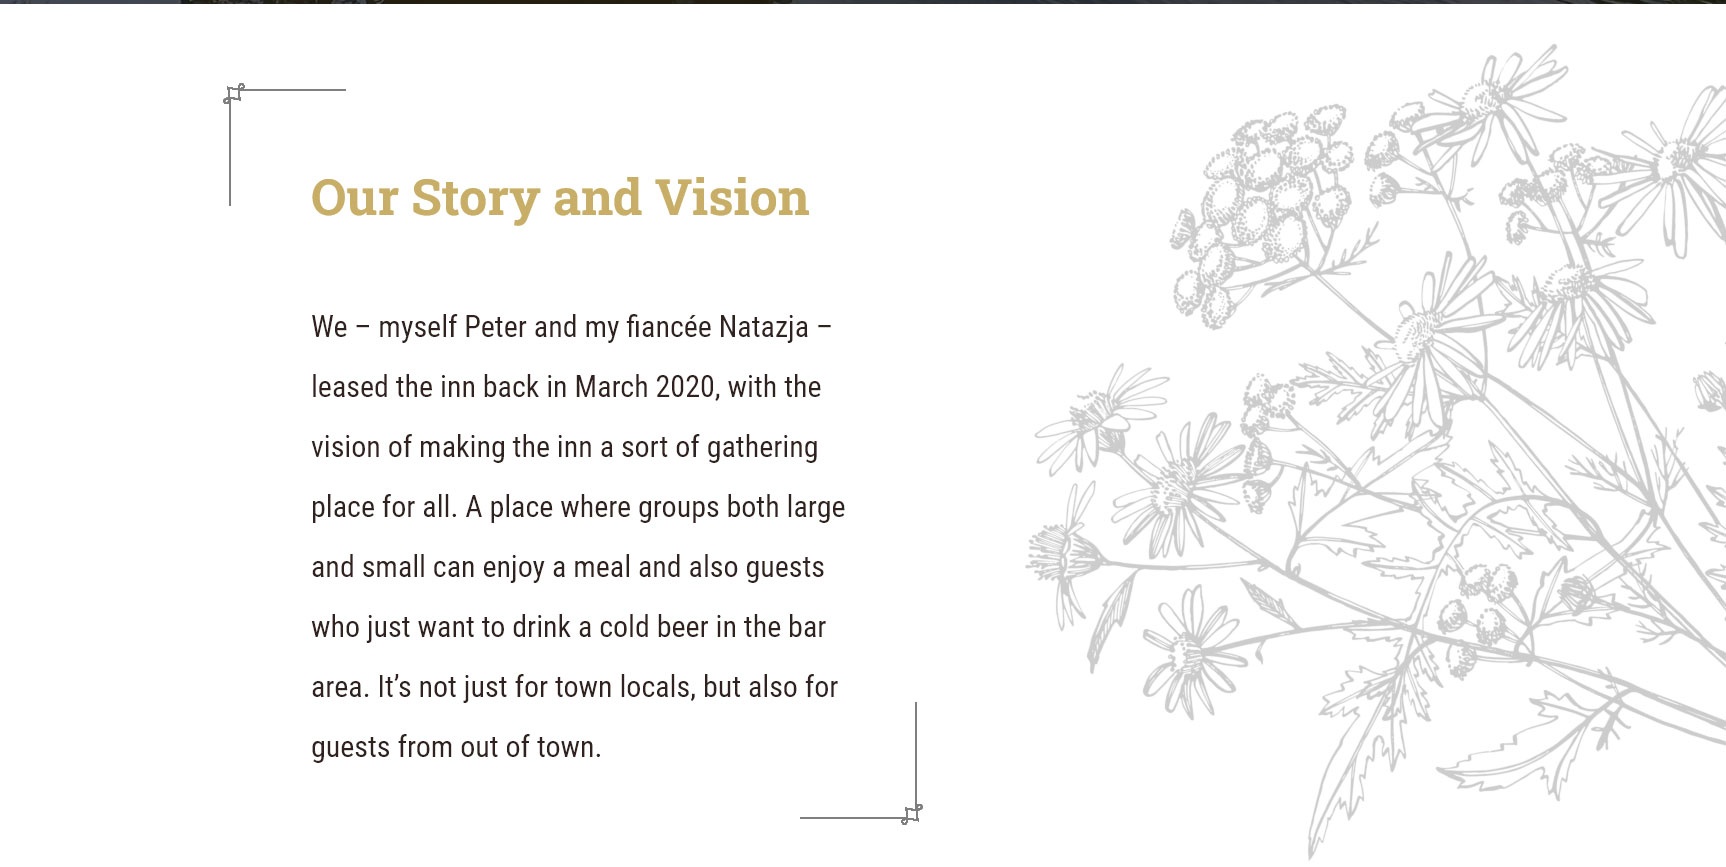 Our Story and Vision
We – myself Peter and my fiancée Natazja –
leased the inn back in March 2020, with the
vision of making the inn a sort of gathering
place for all. A place where groups both large
and small can enjoy a meal and also guests
who just want to drink a cold beer in the bar
area. It’s not just for town locals, but also for
guests from out of town.